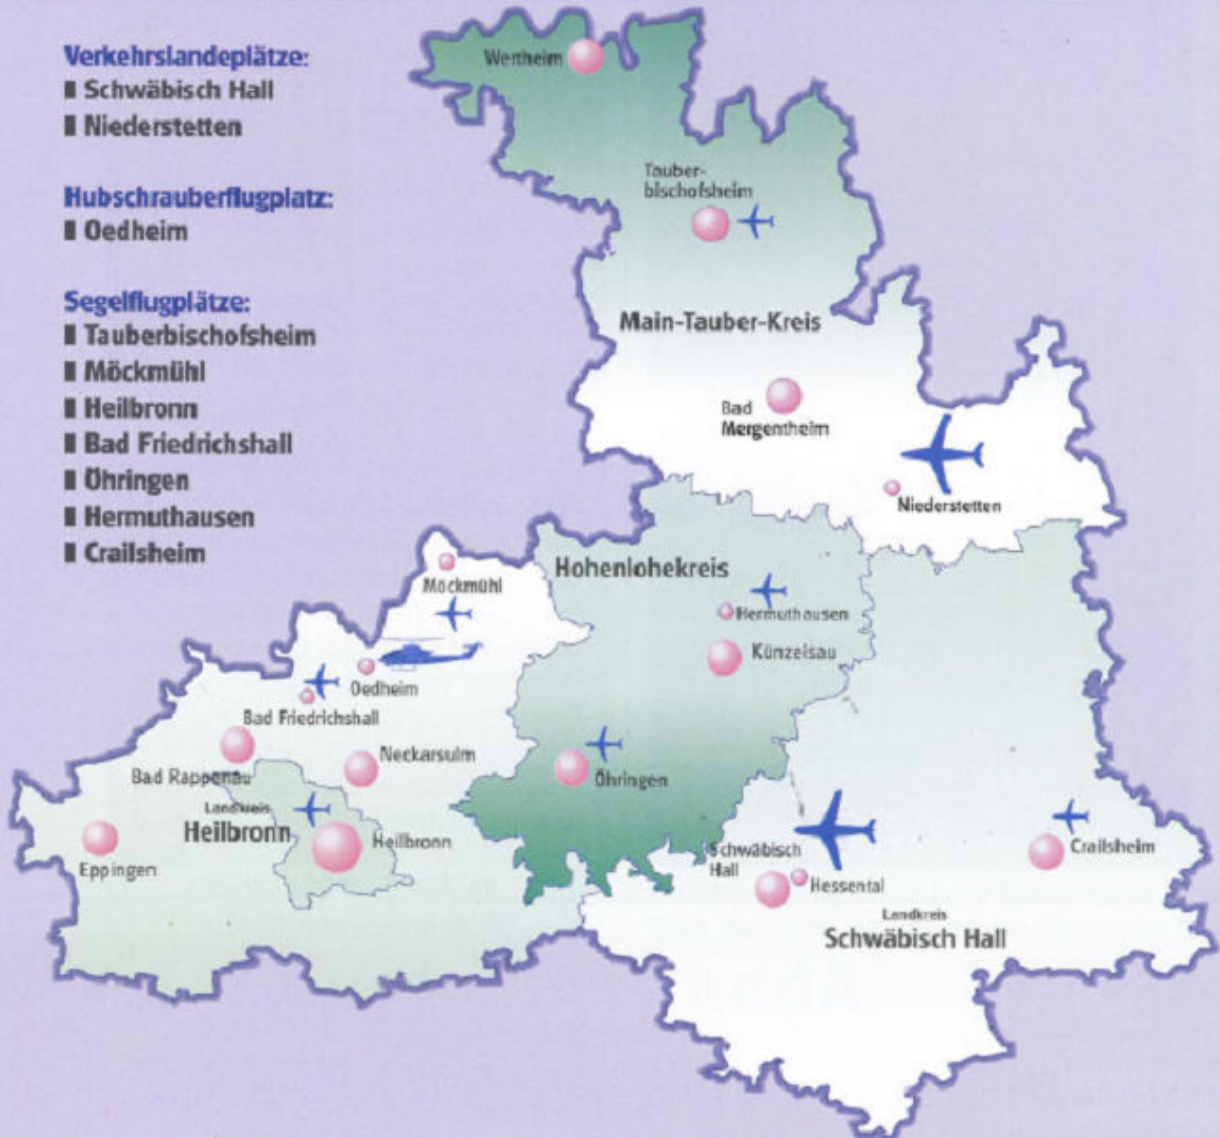 Verkehrslandeplätze:
Schwäbisch Hall
Niederstetten
Hubschrauberflugplatz:
Oedheim
Segelflugplätze:
Tauberbischofsheim
Möckmühl
Heilbronn
Bad Friedrichshall
Öhringen
Hermuthausen
Crailsheim
Wertheim
Tauber-
bischofsheim
Main-Tauber-Kreis
Bad
Mergentheim
Niederstetten
Hohenlohekreis
Möckmühl
Hermuthausen
Künzelsau
Oedheim
Bad Friedrichshall
Neckarsulm
Bad Rappenau
Öhringen
Landkreis
Heilbronn
Heilbronn
Eppingen
Schwäbisch
Hall
Hessental
Crailsheim
Landkreis
Schwäbisch Hall